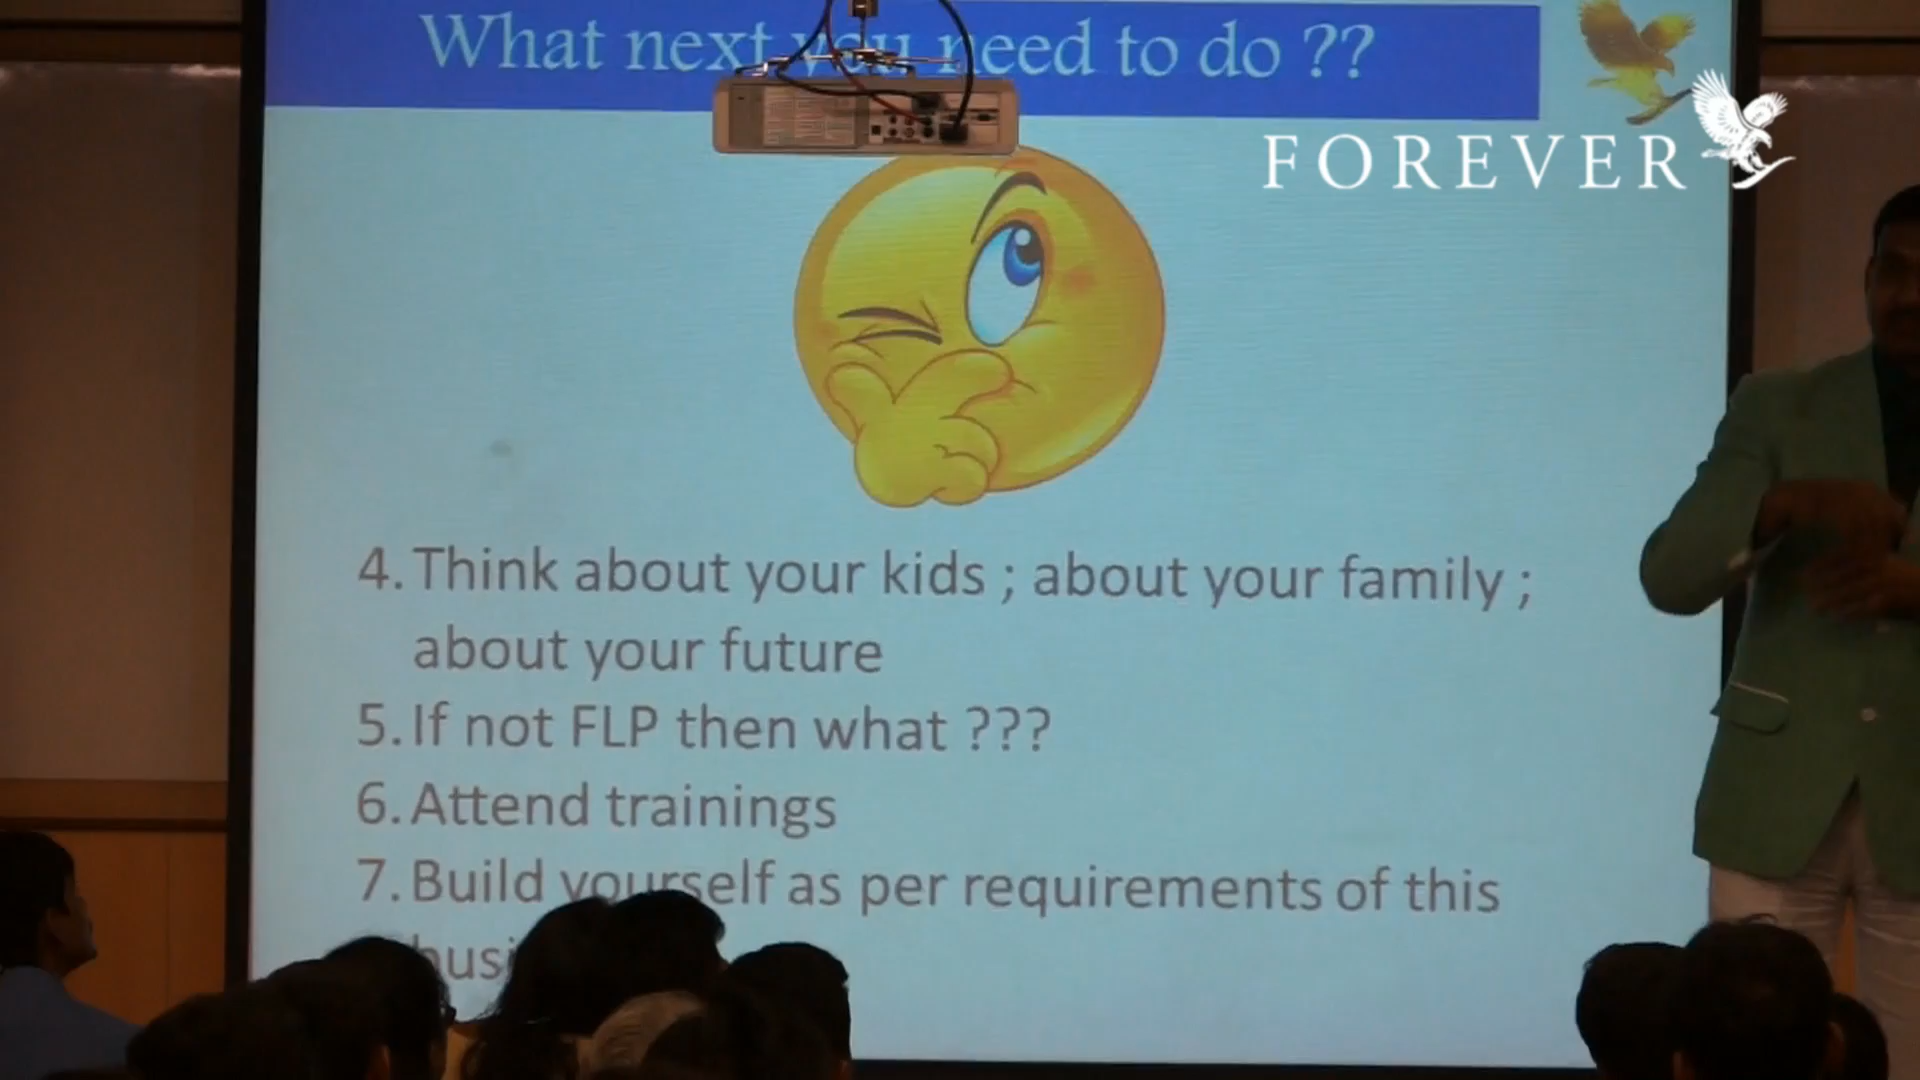 What next you need to do ??
FOREVER
4. Think about your kids ; about your family ;
about your future
5. If not FLP then what ???
6. Attend trainings
7. Build yourself as per requirements of this